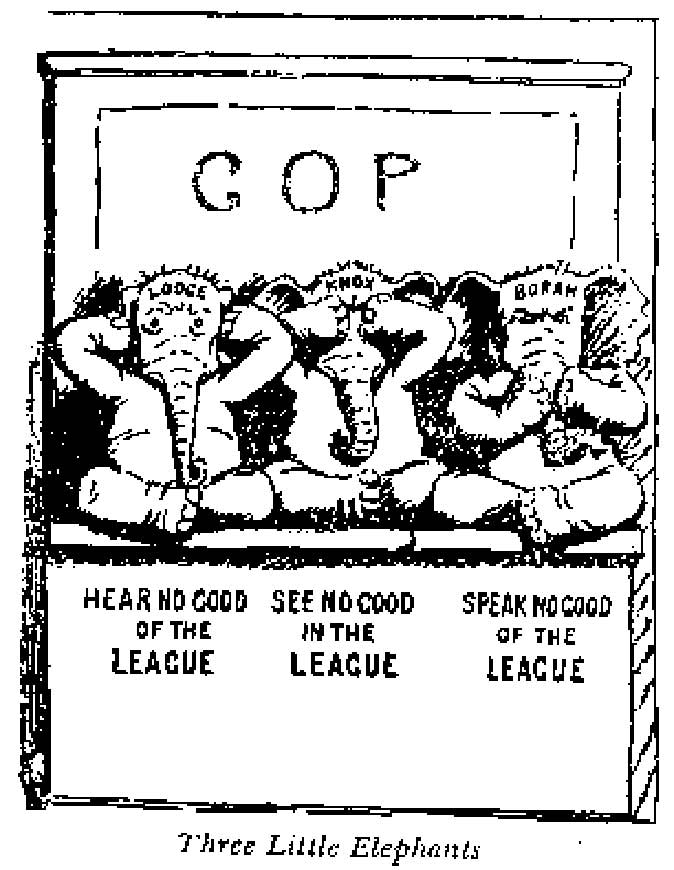 GOP
LODGE
KNOX
BORAH
HEAR NO GOOD
OF THE
LEAGUE
SEE NO GOOD
IN THE
LEAGUE
SPEAK NO GOOD
OF THE
LEAGUE
Three Little Elephants